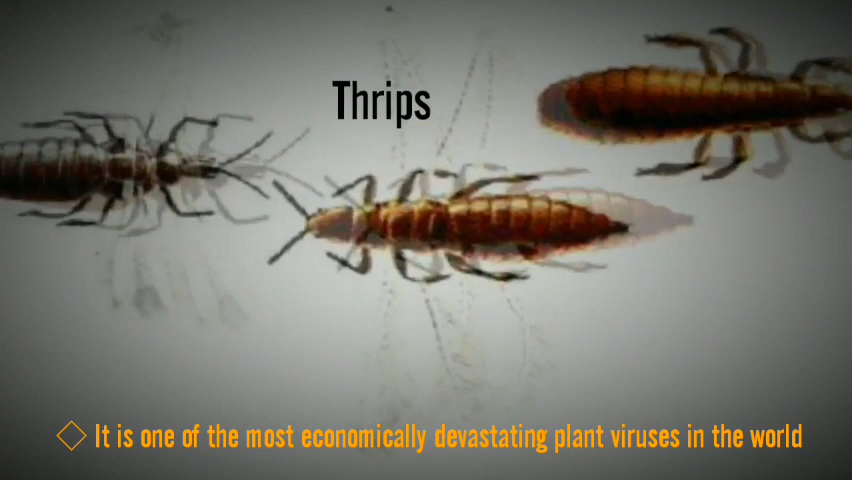 Thrips
It is one of the most economically devastating plant viruses in the world